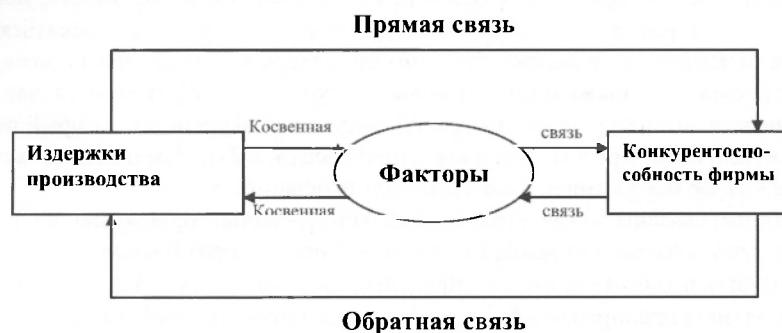 Прямая связь
Косвенная
связь
Издержки
производства
Факторы
Конкурентоспо-
собность фирмы
Косвенная
связь
Обратная связь